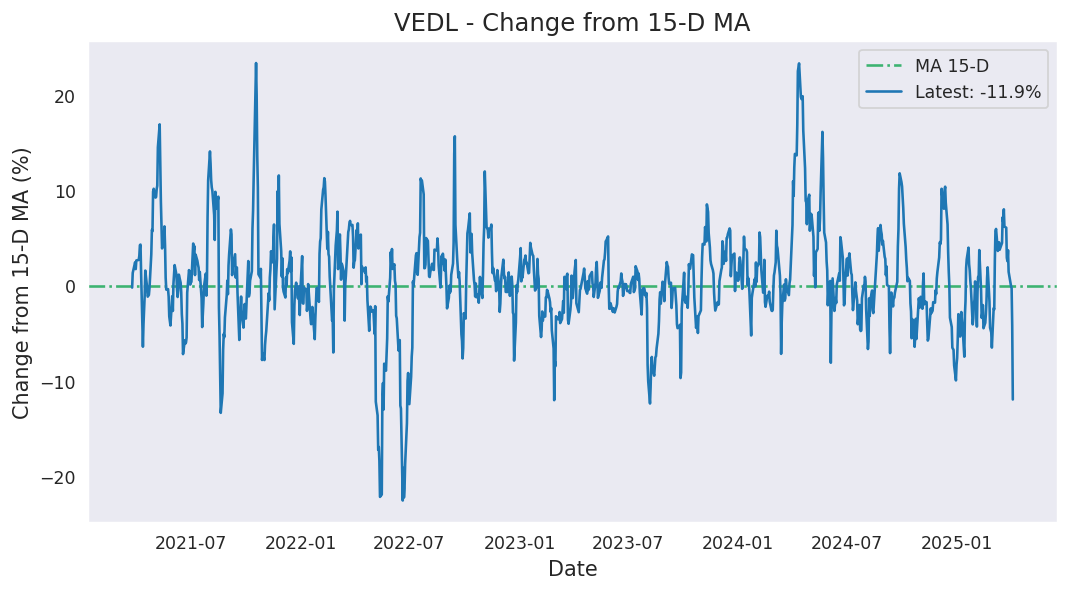 VEDL - Change from 15-D MA
MA 15-D
Latest: -11.9%
Change from 15-D MA (%)
20
10
0
−10
−20
2021-07
2022-01
2022-07
2023-01
2023-07
2024-01
2024-07
2025-01
Date